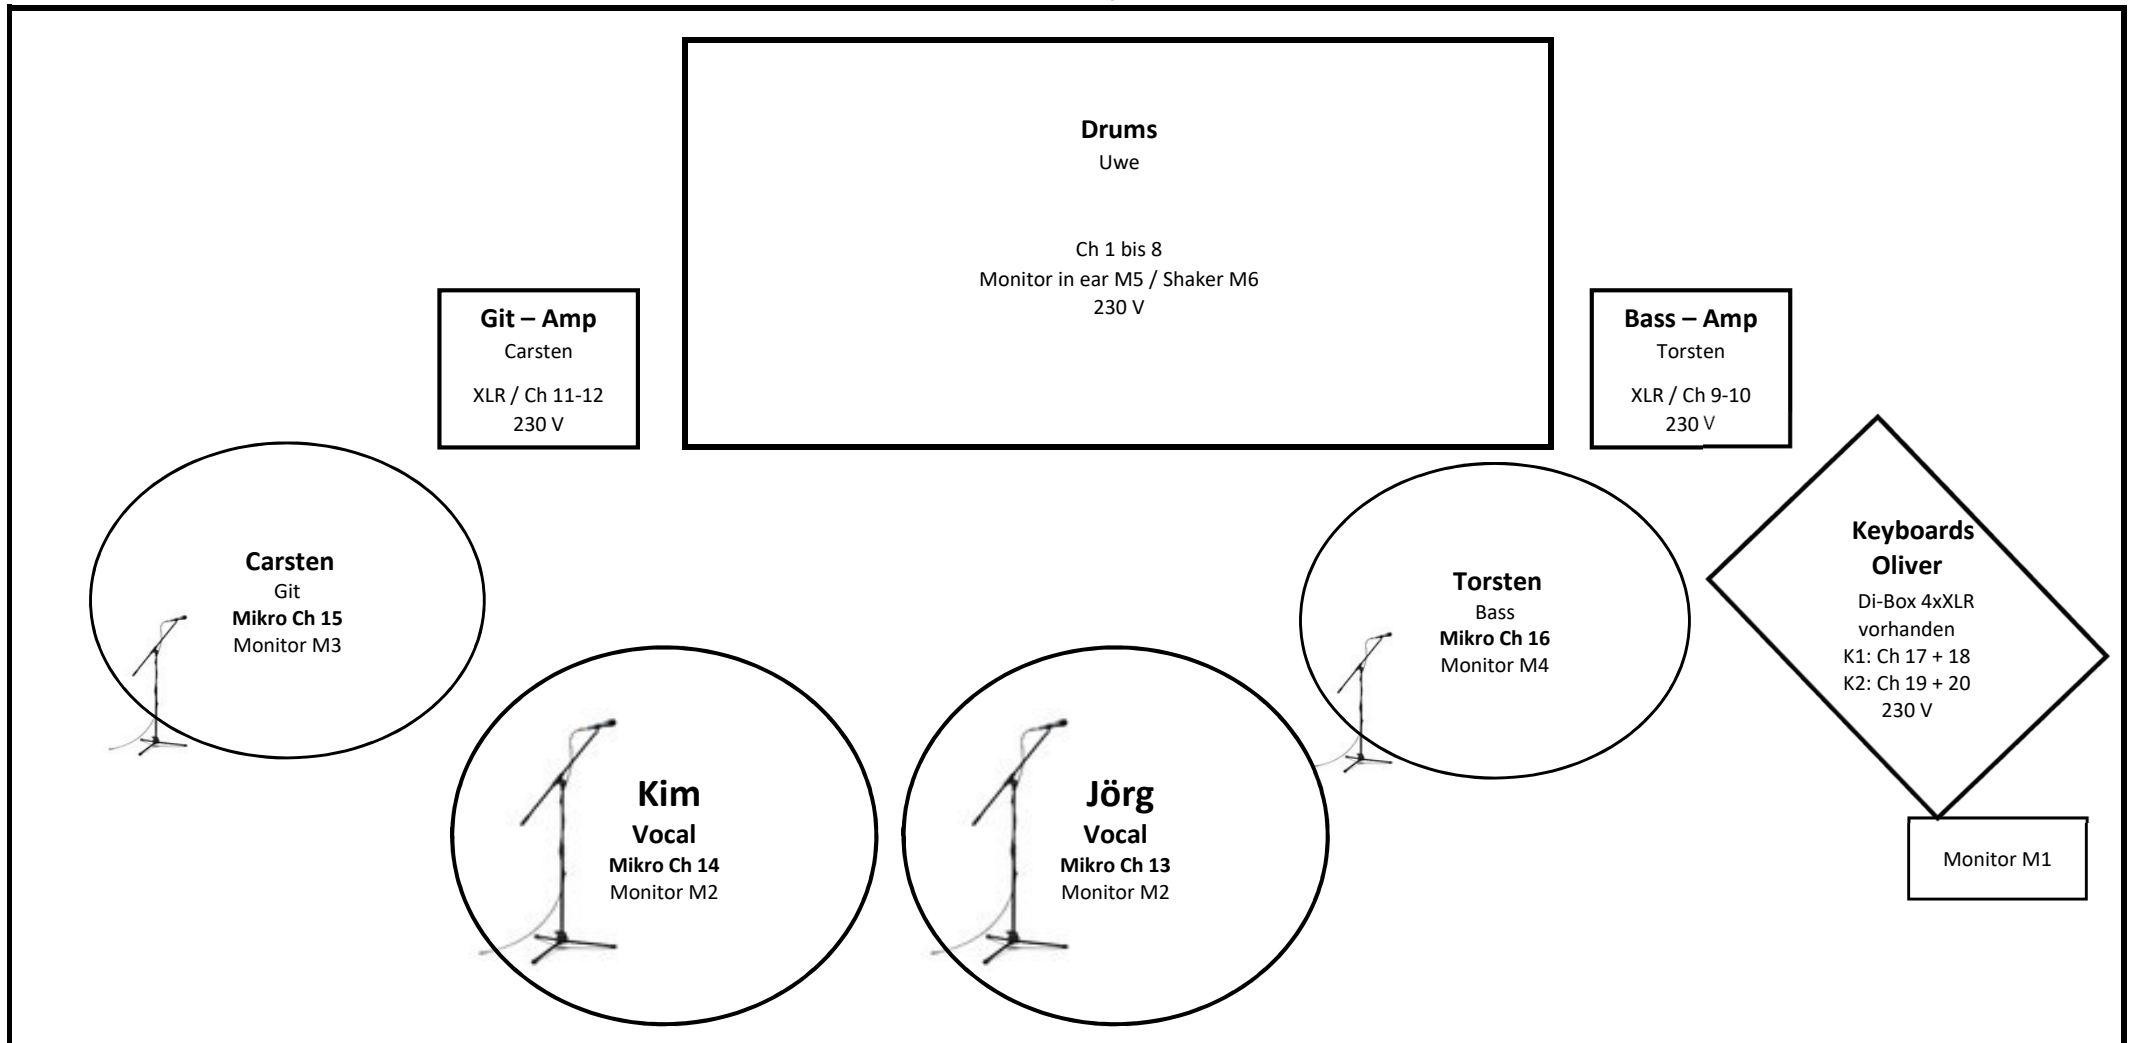 Drums
Uwe
Ch 1 bis 8
Monitor in ear M5 / Shaker M6
230 V
Git – Amp
Carsten
XLR / Ch 11-12
230 V
Bass – Amp
Torsten
XLR / Ch 9-10
230 V
Carsten
Git
Mikro Ch 15
Monitor M3
Kim
Vocal
Mikro Ch 14
Monitor M2
Jörg
Vocal
Mikro Ch 13
Monitor M2
Torsten
Bass
Mikro Ch 16
Monitor M4
Keyboards
Oliver
Di-Box 4xXLR
vorhanden
K1: Ch 17 + 18
K2: Ch 19 + 20
230 V
Monitor M1